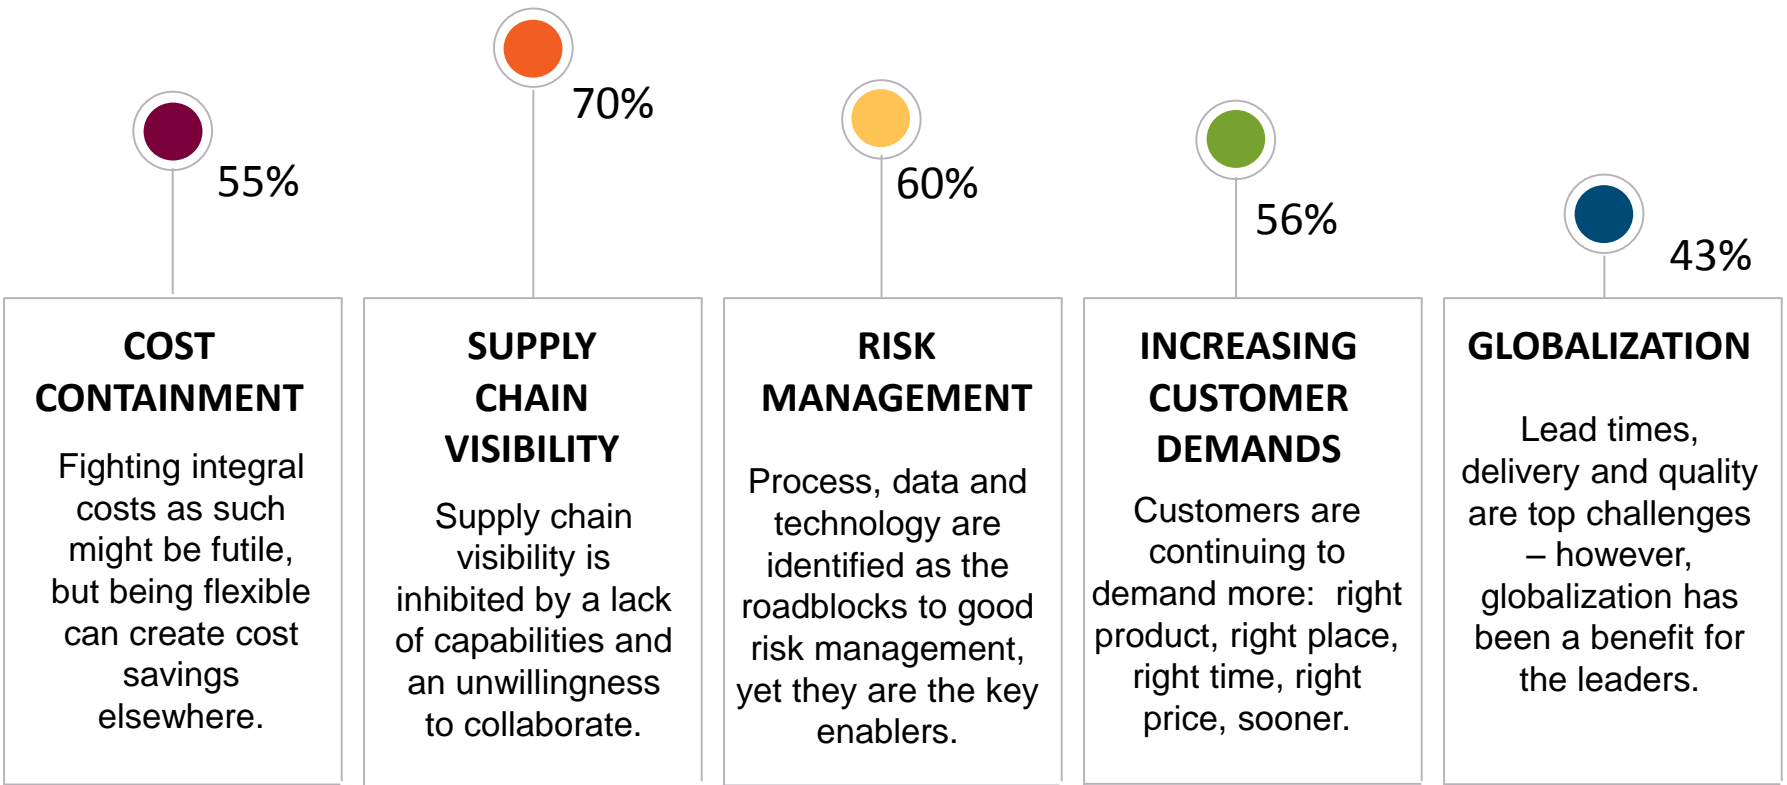 55%
COST
CONTAINMENT
Fighting integral
costs as such
might be futile,
but being flexible
can create cost
savings
elsewhere.
70%
SUPPLY
CHAIN
VISIBILITY
Supply chain
visibility is
inhibited by a lack
of capabilities and
an unwillingness
to collaborate.
60%
RISK
MANAGEMENT
Process, data and
technology are
identified as the
roadblocks to good
risk management,
yet they are the key
enablers.
56%
INCREASING
CUSTOMER
DEMANDS
Customers are
continuing to
demand more:  right
product, right place,
right time, right
price, sooner.
43%
GLOBALIZATION
Lead times,
delivery and quality
are top challenges
– however,
globalization has
been a benefit for
the leaders.